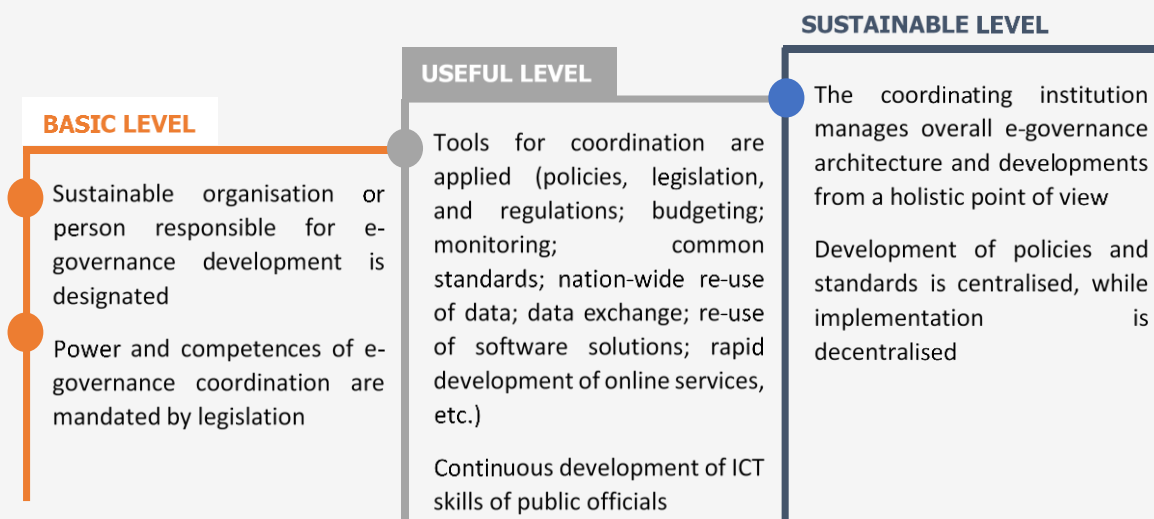 BASIC LEVEL
Sustainable organisation or
person responsible for e-
governance development is
designated
Power and competences of e-
governance coordination are
mandated by legislation
USEFUL LEVEL
Tools for coordination are
applied (policies, legislation,
and regulations; budgeting;
monitoring; common
standards; nation-wide re-use
of data; data exchange; re-use
of software solutions; rapid
development of online services,
etc.)
Continuous development of ICT
skills of public officials
SUSTAINABLE LEVEL
The coordinating institution
manages overall e-governance
architecture and developments
from a holistic point of view
Development of policies and
standards is centralised, while
implementation is
decentralised